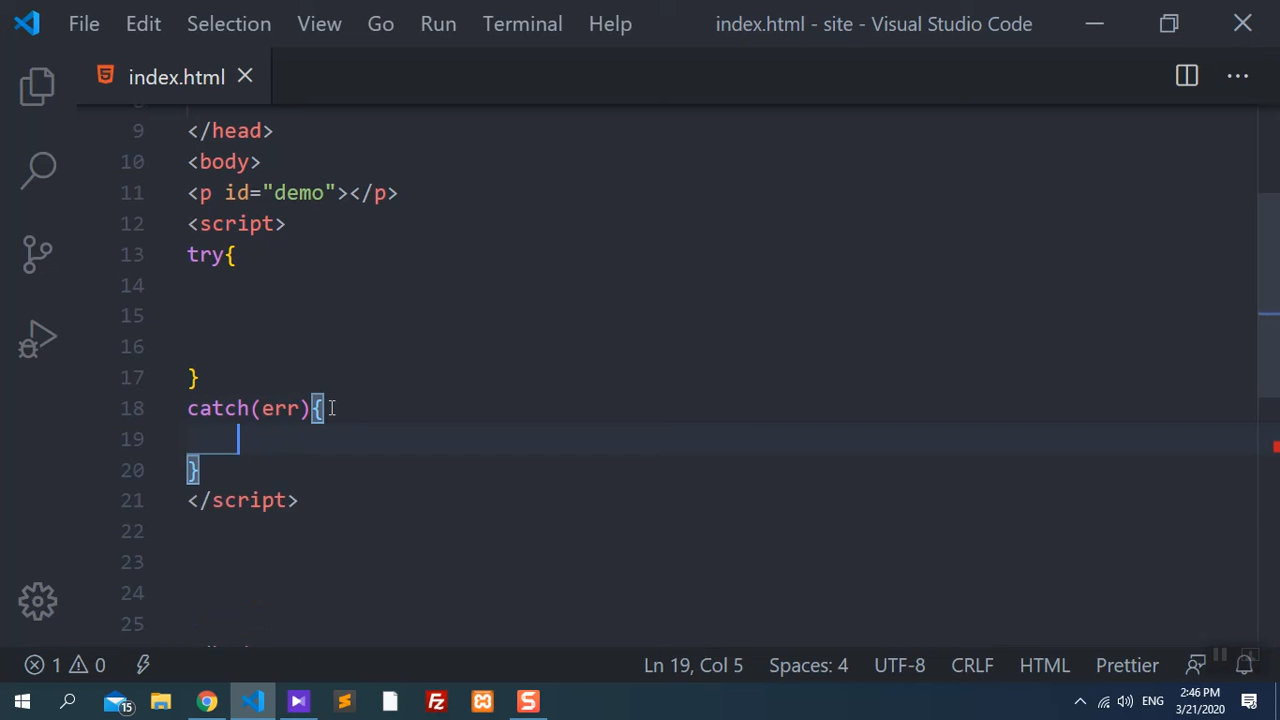 File Edit Selection View Go Run Terminal Help index.html - site - Visual Studio Code
index.html
9 </head>
10 <body>
11 <p id="demo"></p>
12 <script>
13 try{
14
15
16
17 }
18 catch(err){
19
20 }
21 </script>
22
23
24
25
1 0 Ln 19, Col 5 Spaces: 4 UTF-8 CRLF HTML Prettier
15 ENG 2:46 PM
3/21/2020